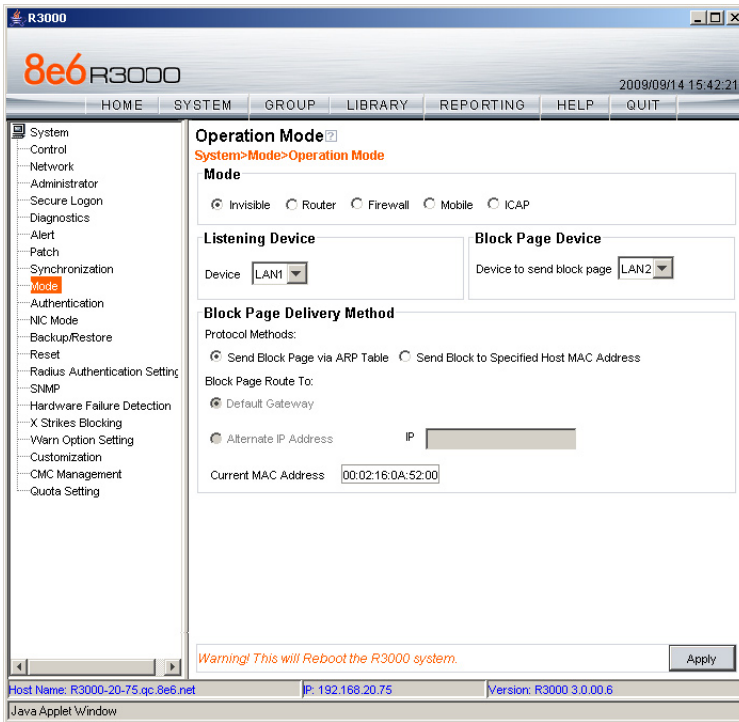 R3000
8e6 R3000
2009/09/14 15:42:21
HOME SYSTEM GROUP LIBRARY REPORTING HELP QUIT
System
Control
Network
Administrator
Secure Logon
Diagnostics
Alert
Patch
Synchronization
Mode
Authentication
NIC Mode
Backup/Restore
Reset
Radius Authentication Setting
SNMP
Hardware Failure Detection
X Strikes Blocking
Warn Option Setting
Customization
CMC Management
Quota Setting
Operation Mode ?
System>Mode>Operation Mode
Mode
Invisible Router Firewall Mobile ICAP
Listening Device
Device LAN1
Block Page Device
Device to send block page LAN2
Block Page Delivery Method
Protocol Methods:
Send Block Page via ARP Table Send Block to Specified Host MAC Address
Block Page Route To:
Default Gateway
Alternate IP Address IP
Current MAC Address 00:02:16:0A:52:00
Warning! This will Reboot the R3000 system. Apply
Host Name: R3000-20-75.qc.8e6.net IP: 192.168.20.75 Version: R3000 3.0.00.6
Java Applet Window